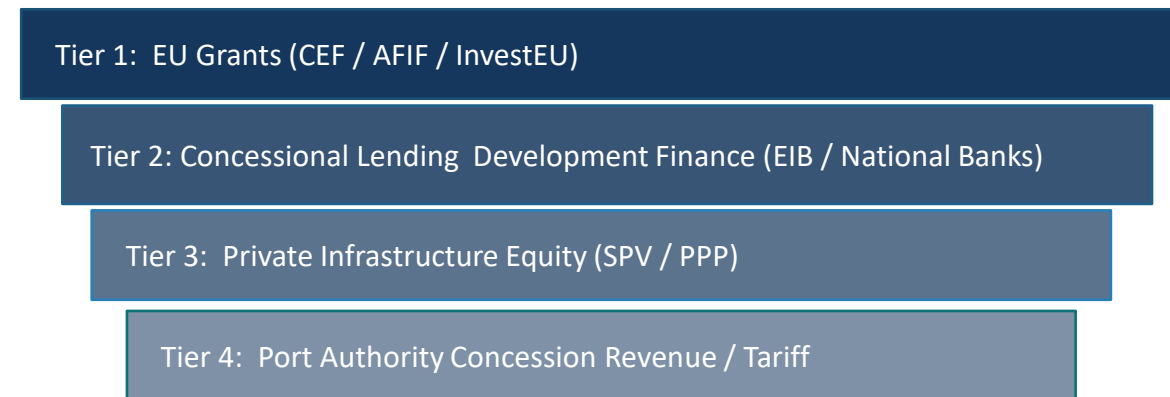 Tier 1: EU Grants (CEF / AFIF / InvestEU)
Tier 2: Concessional Lending Development Finance (EIB / National Banks)
Tier 3: Private Infrastructure Equity (SPV / PPP)
Tier 4: Port Authority Concession Revenue / Tariff